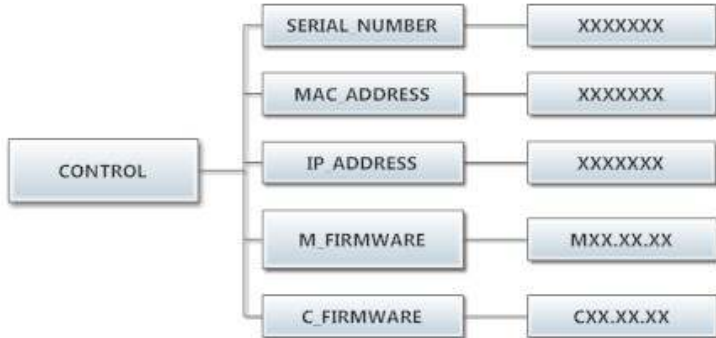 SERIAL_NUMBER XXXXXXX
MAC_ADDRESS XXXXXXX
IP_ADDRESS XXXXXXX
CONTROL
M_FIRMWARE MXX.XX.XX
C_FIRMWARE CXX.XX.XX